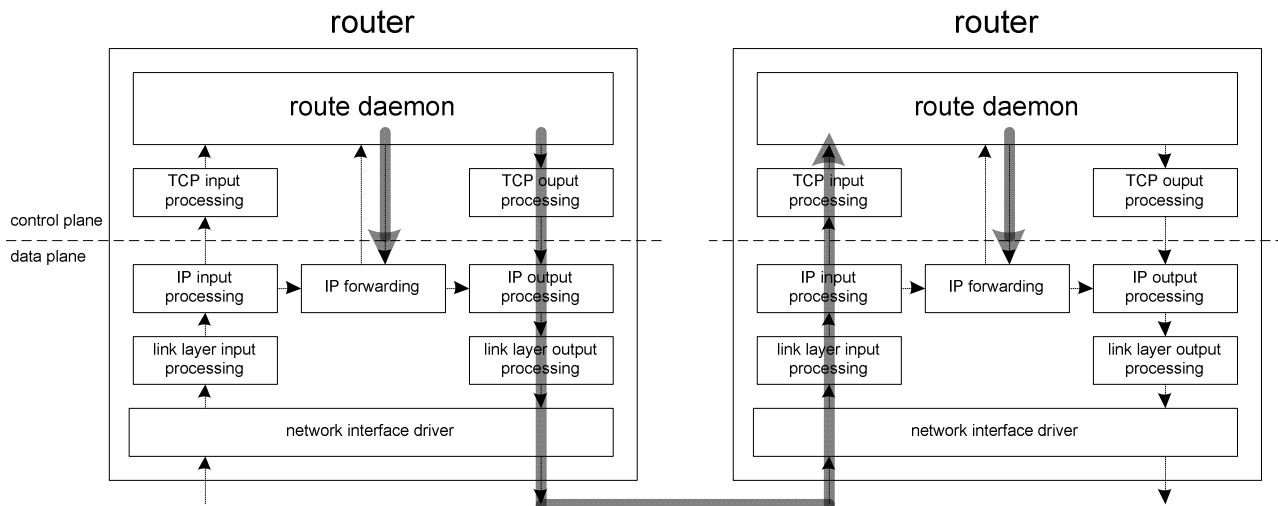 router
router
route daemon
route daemon
TCP input
processing
TCP ouput
processing
TCP input
processing
TCP ouput
processing
control plane
data plane
IP input
processing
IP forwarding
IP output
processing
IP input
processing
IP forwarding
IP output
processing
link layer input
processing
link layer output
processing
link layer input
processing
link layer output
processing
network interface driver
network interface driver